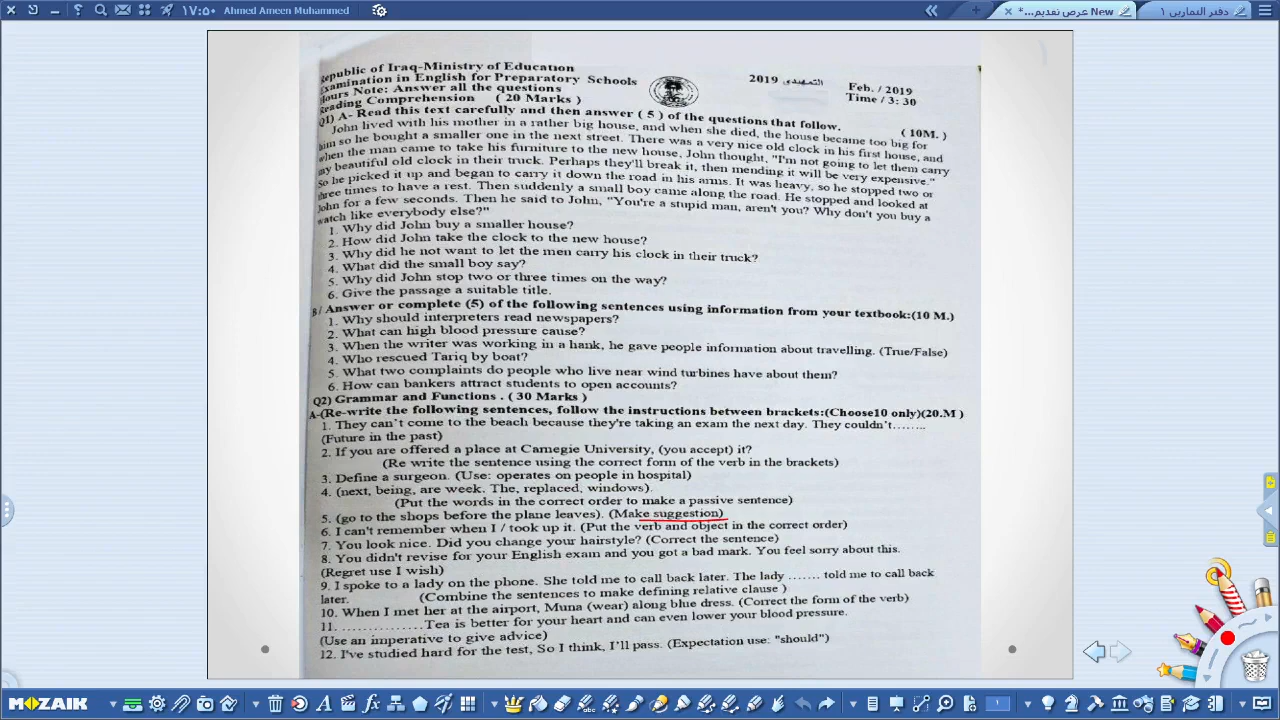 ١٧:٥٠ Ahmed Ameen Muhammed
New عرض تقديم...*
دفتر التمارين ١
Republic of Iraq-Ministry of Education
Examination in English for Preparatory Schools
التمهيدي 2019
Feb. / 2019
Hours Note: Answer all the questions
Time / 3: 30
Reading Comprehension ( 20 Marks )
Q1) A- Read this text carefully and then answer ( 5 ) of the questions that follow. ( 10M. )
John lived with his mother in a rather big house, and when she died, the house became too big for
him so he bought a smaller one in the next street. There was a very nice old clock in his first house, and
when the man came to take his furniture to the new house, John thought, "I'm not going to let them carry
my beautiful old clock in their truck. Perhaps they'll break it, then mending it will be very expensive."
So he picked it up and began to carry it down the road in his arms. It was heavy, so he stopped two or
three times to have a rest. Then suddenly a small boy came along the road. He stopped and looked at
John for a few seconds. Then he said to John, "You're a stupid man, aren't you? Why don't you buy a
watch like everybody else?"
1. Why did John buy a smaller house?
2. How did John take the clock to the new house?
3. Why did he not want to let the men carry his clock in their truck?
4. What did the small boy say?
5. Why did John stop two or three times on the way?
6. Give the passage a suitable title.
B/ Answer or complete (5) of the following sentences using information from your textbook:(10 M.)
1. Why should interpreters read newspapers?
2. What can high blood pressure cause?
3. When the writer was working in a hank, he gave people information about travelling. (True/False)
4. Who rescued Tariq by boat?
5. What two complaints do people who live near wind turbines have about them?
6. How can bankers attract students to open accounts?
Q2) Grammar and Functions . ( 30 Marks )
A-(Re-write the following sentences, follow the instructions between brackets:(Choose10 only)(20.M )
1. They can't come to the beach because they're taking an exam the next day. They couldn't........
(Future in the past)
2. If you are offered a place at Carnegie University, (you accept) it?
(Re write the sentence using the correct form of the verb in the brackets)
3. Define a surgeon. (Use: operates on people in hospital)
4. (next, being, are week. The, replaced, windows).
(Put the words in the correct order to make a passive sentence)
5. (go to the shops before the plane leaves). (Make suggestion)
6. I can't remember when I / took up it. (Put the verb and object in the correct order)
7. You look nice. Did you change your hairstyle? (Correct the sentence)
8. You didn't revise for your English exam and you got a bad mark. You feel sorry about this.
(Regret use I wish)
9. I spoke to a lady on the phone. She told me to call back later. The lady ....... told me to call back
later. (Combine the sentences to make defining relative clause )
10. When I met her at the airport, Muna (wear) along blue dress. (Correct the form of the verb)
11. ................ Tea is better for your heart and can even lower your blood pressure.
(Use an imperative to give advice)
12. I've studied hard for the test, So I think, I'll pass. (Expectation use: "should")
MOZAIK
abc
١